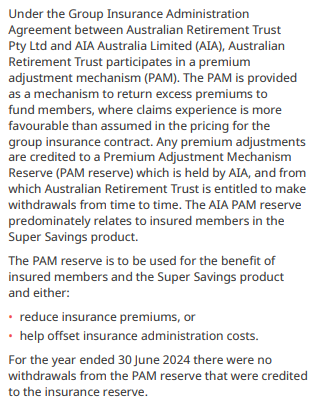 Under the Group Insurance Administration
Agreement between Australian Retirement Trust
Pty Ltd and AIA Australia Limited (AIA), Australian
Retirement Trust participates in a premium
adjustment mechanism (PAM). The PAM is provided
as a mechanism to return excess premiums to
fund members, where claims experience is more
favourable than assumed in the pricing for the
group insurance contract. Any premium adjustments
are credited to a Premium Adjustment Mechanism
Reserve (PAM reserve) which is held by AIA, and from
which Australian Retirement Trust is entitled to make
withdrawals from time to time. The AIA PAM reserve
predominately relates to insured members in the
Super Savings product.
The PAM reserve is to be used for the benefit of
insured members and the Super Savings product
and either:
• reduce insurance premiums, or
• help offset insurance administration costs.
For the year ended 30 June 2024 there were no
withdrawals from the PAM reserve that were credited
to the insurance reserve.